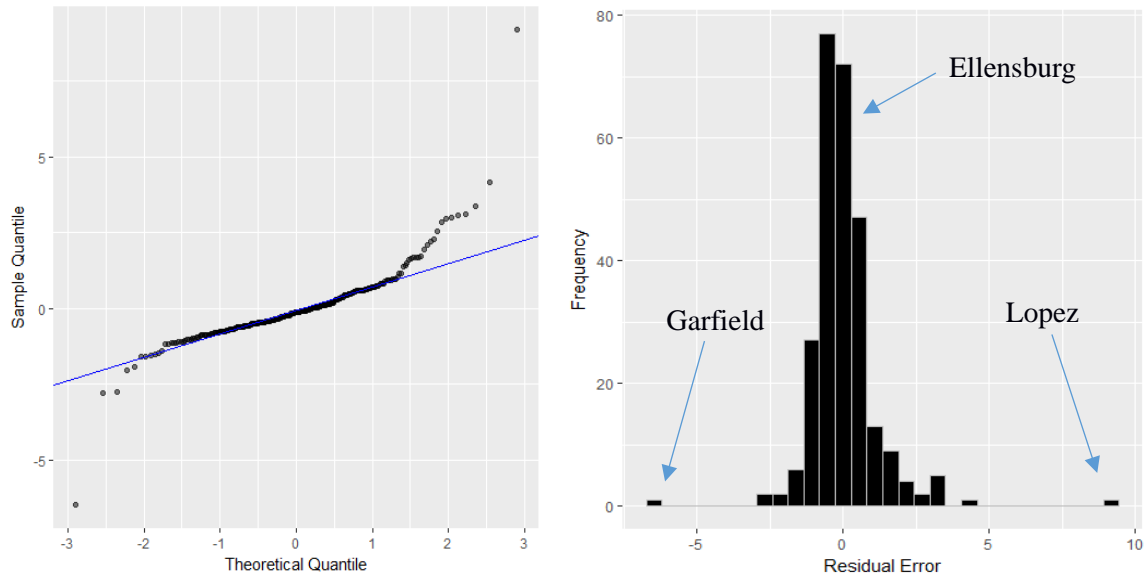 5
0
-5
Sample Quantile
-3
-2
-1
0
1
2
3
Theoretical Quantile
80
60
40
20
0
Frequency
Ellensburg
Garfield
Lopez
-5
0
5
10
Residual Error